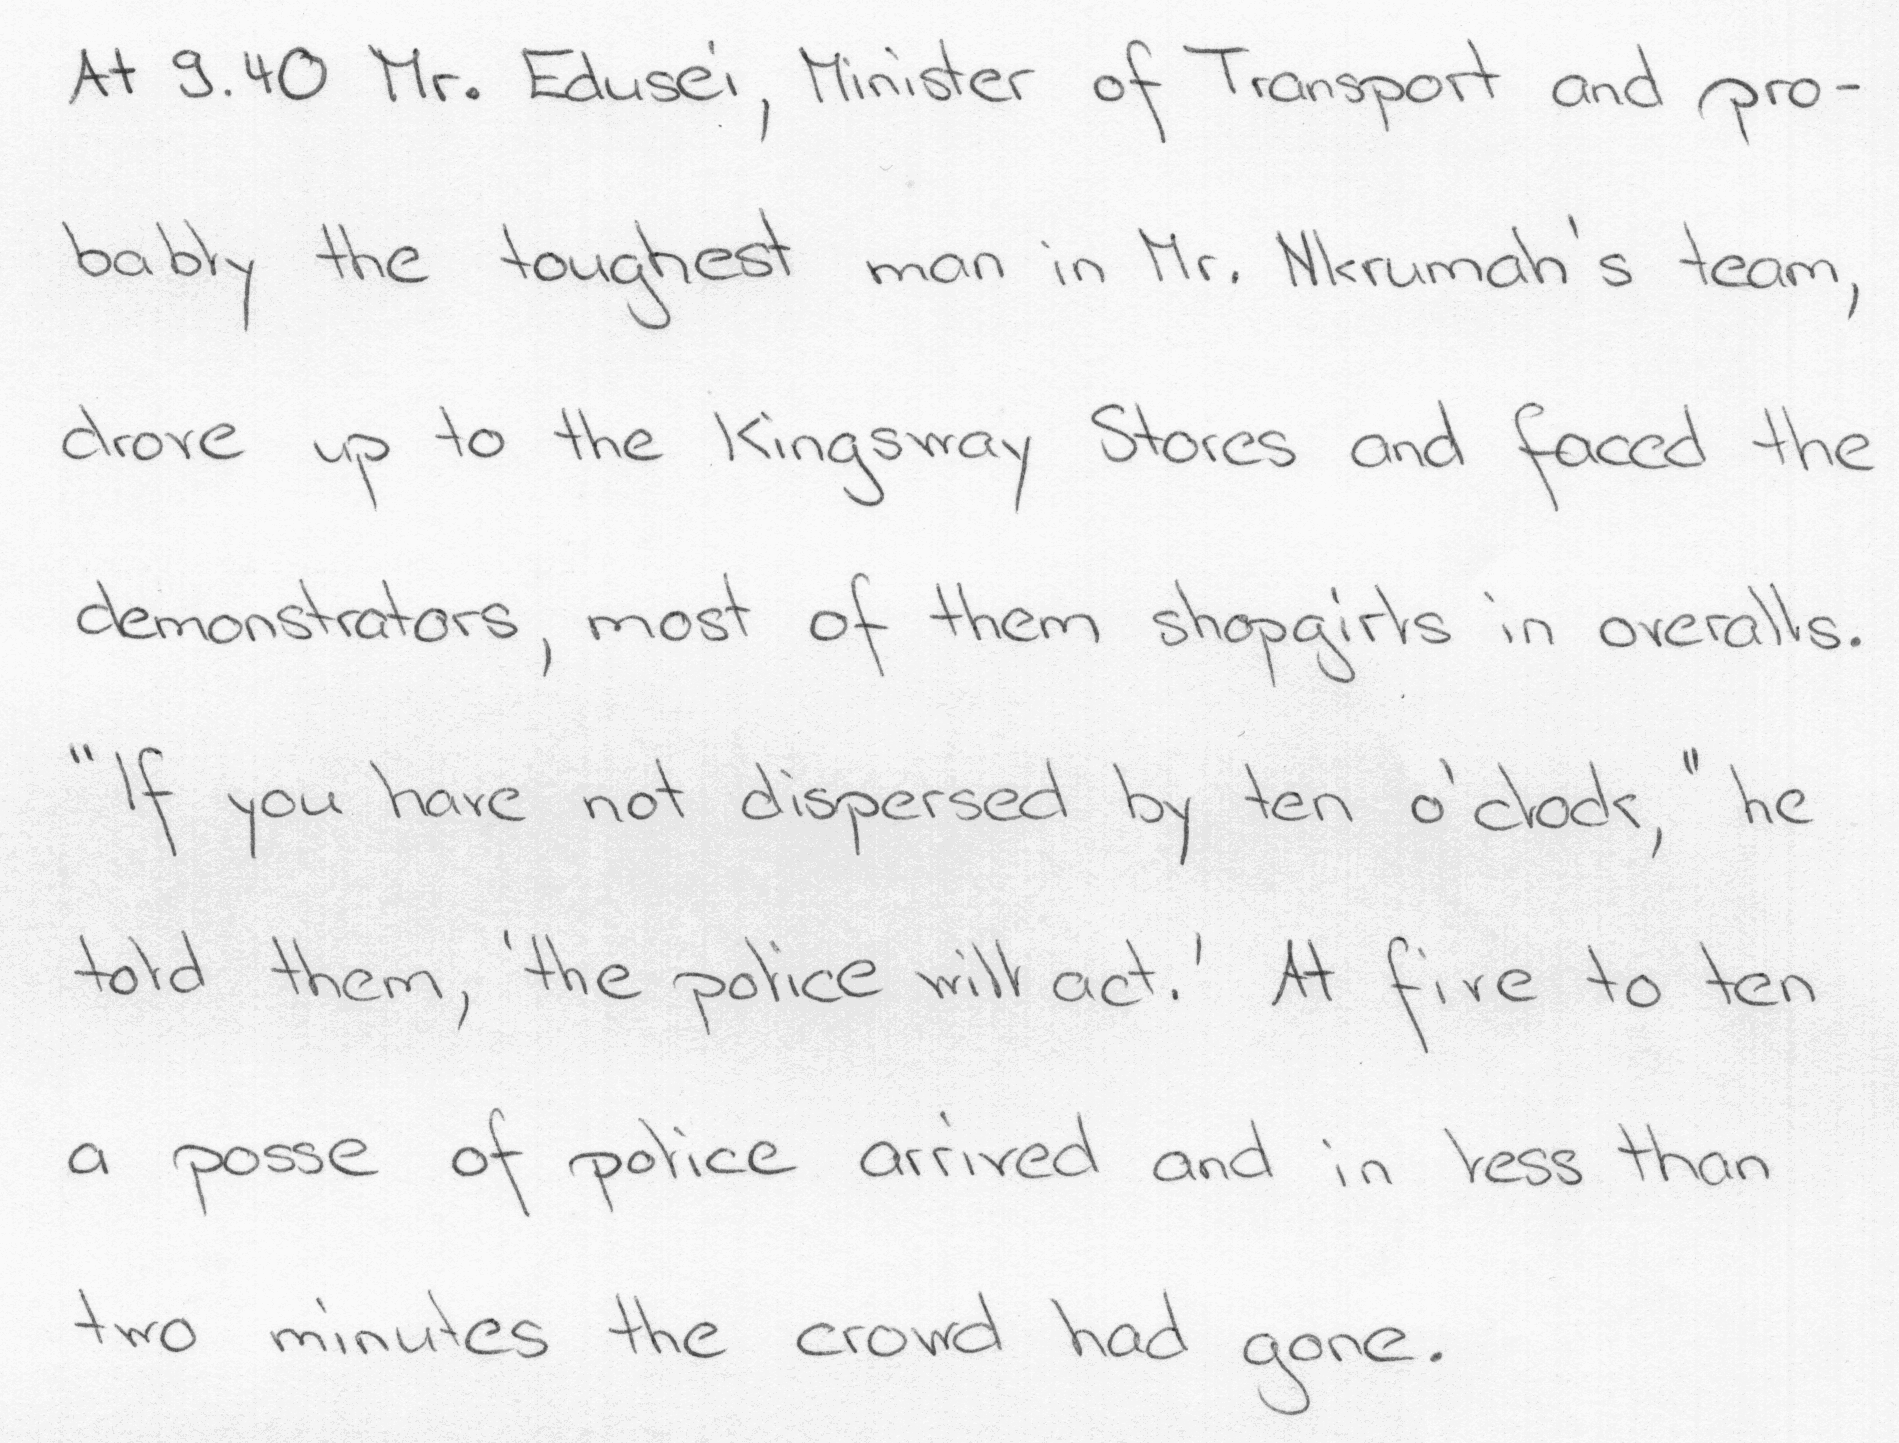 At 9.40 Mr. Edusei, Minister of Transport and pro-
bably the toughest man in Mr. Nkrumah's team,
drove up to the Kingsway Stores and faced the
demonstrators, most of them shopgirls in overalls.
"If you have not dispersed by ten o'clock," he
told them, 'the police will act.' At five to ten
a posse of police arrived and in less than
two minutes the crowd had gone.